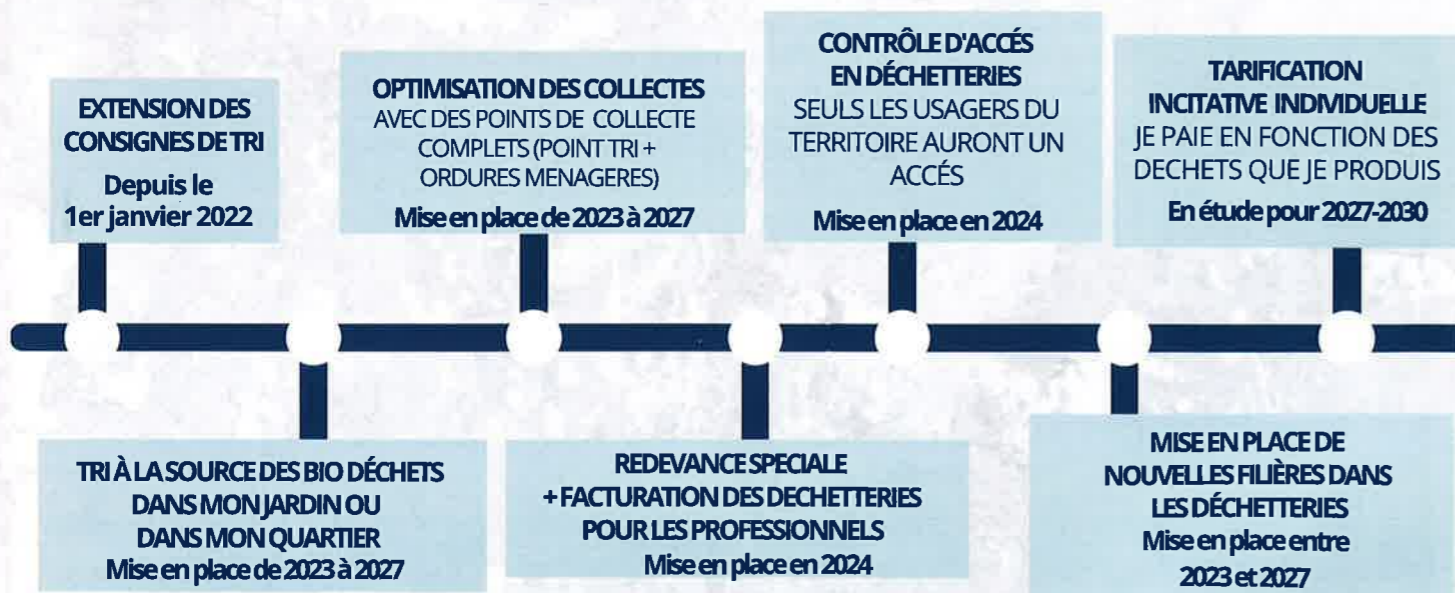 EXTENSION DES
CONSIGNES DE TRI
Depuis le
1er janvier 2022
OPTIMISATION DES COLLECTES
AVEC DES POINTS DE COLLECTE
COMPLETS (POINT TRI +
ORDURES MENAGERES)
Mise en place de 2023 à 2027
CONTRÔLE D'ACCÉS
EN DÉCHETTERIES
SEULS LES USAGERS DU
TERRITOIRE AURONT UN
ACCÉS
Mise en place en 2024
TARIFICATION
INCITATIVE INDIVIDUELLE
JE PAIE EN FONCTION DES
DECHETS QUE JE PRODUIS
En étude pour 2027-2030
TRI À LA SOURCE DES BIO DÉCHETS
DANS MON JARDIN OU
DANS MON QUARTIER
Mise en place de 2023 à 2027
REDEVANCE SPECIALE
+ FACTURATION DES DECHETTERIES
POUR LES PROFESSIONNELS
Mise en place en 2024
MISE EN PLACE DE
NOUVELLES FILIÈRES DANS
LES DÉCHETTERIES
Mise en place entre
2023 et 2027